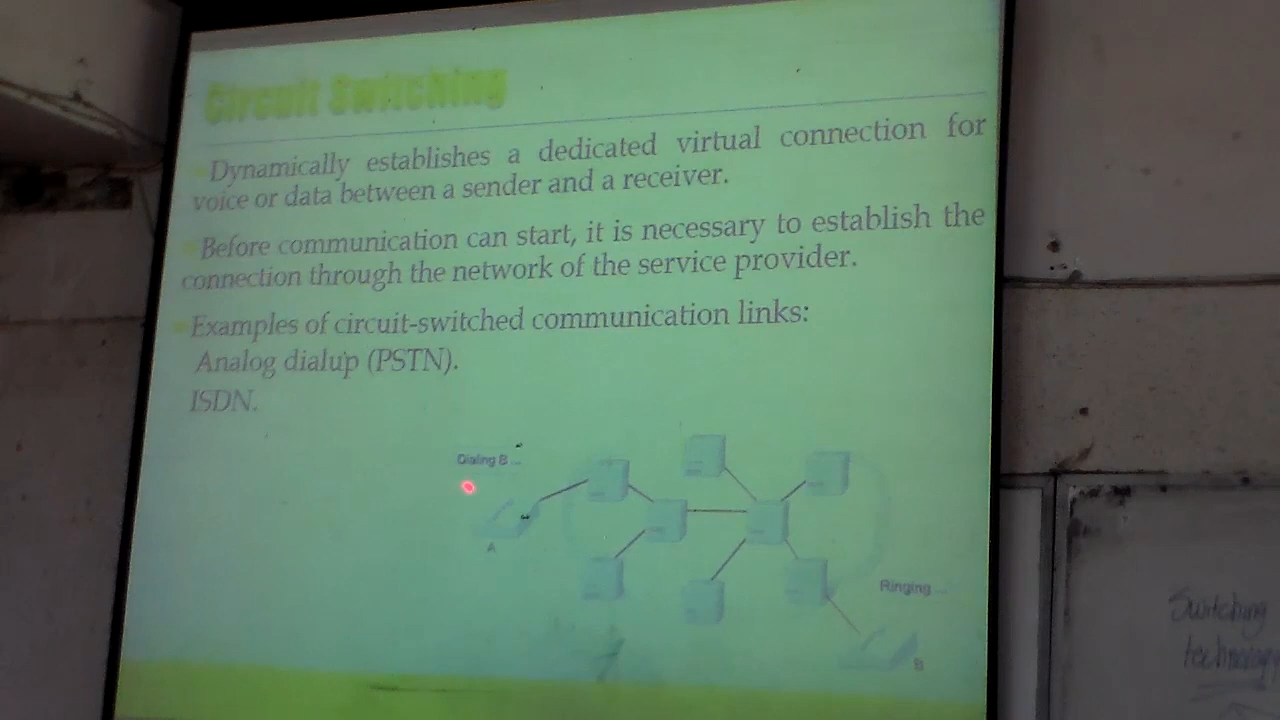 Circuit Switching
Dynamically establishes a dedicated virtual connection for
voice or data between a sender and a receiver.
Before communication can start, it is necessary to establish the
connection through the network of the service provider.
Examples of circuit-switched communication links:
Analog dialup (PSTN).
ISDN.
Dialing B ...
A
Ringing ...
B
Switching
technology